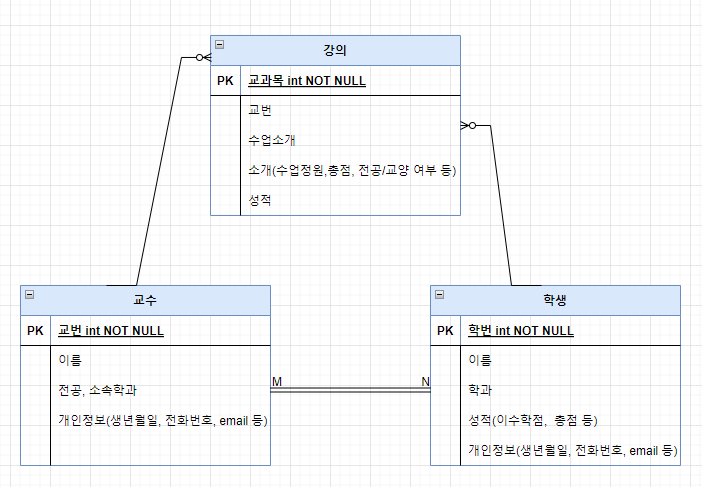 강의
PK 교과목 int NOT NULL
교번
수업소개
소개(수업정원,총점, 전공/교양 여부 등)
성적
교수
PK 교번 int NOT NULL
이름
전공, 소속학과
개인정보(생년월일, 전화번호, email 등)
M N
학생
PK 학번 int NOT NULL
이름
학과
성적(이수학점, 총점 등)
개인정보(생년월일, 전화번호, email 등)